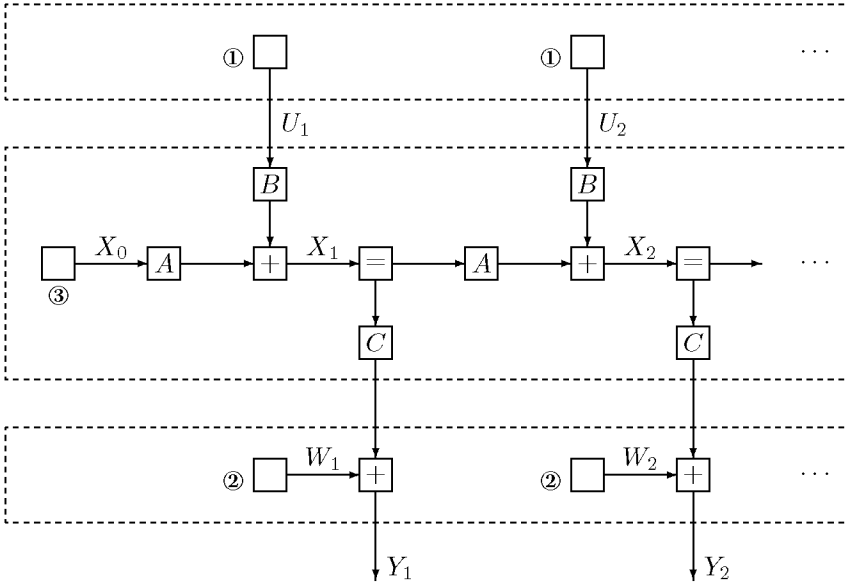 ① ① ⋯
U₁ U₂
B B
X₀ A + X₁ = A + X₂ = ⋯
③
C C
② W₁ + ② W₂ + ⋯
Y₁ Y₂